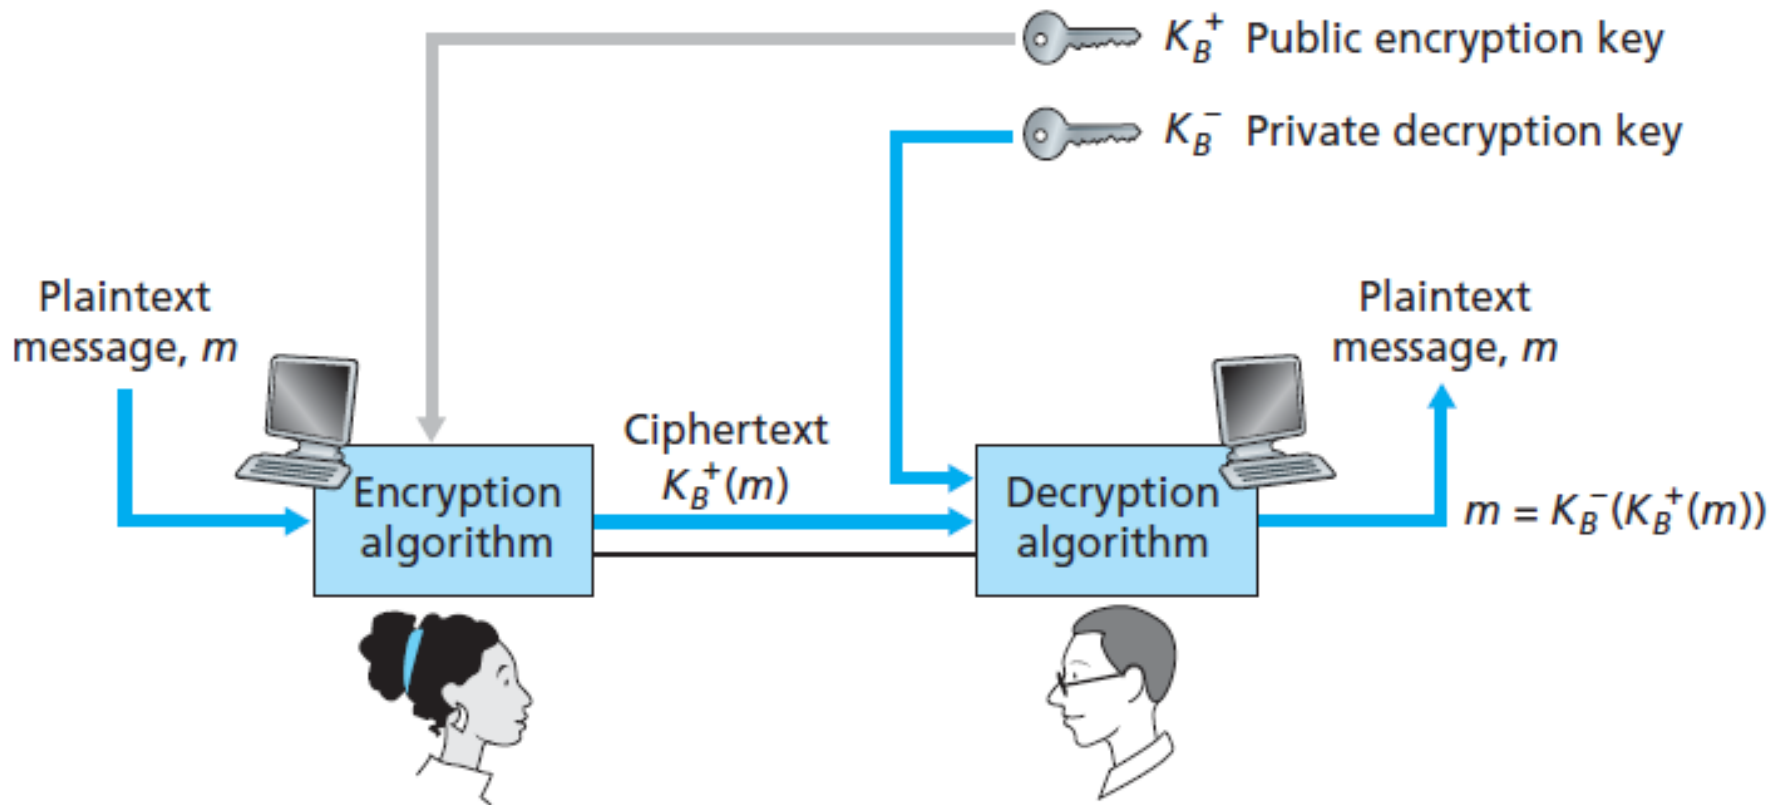 K_B^+ Public encryption key
K_B^- Private decryption key
Plaintext
message, m
Plaintext
message, m
Ciphertext
K_B^+(m)
Encryption
algorithm
Decryption
algorithm
m = K_B^-(K_B^+(m))